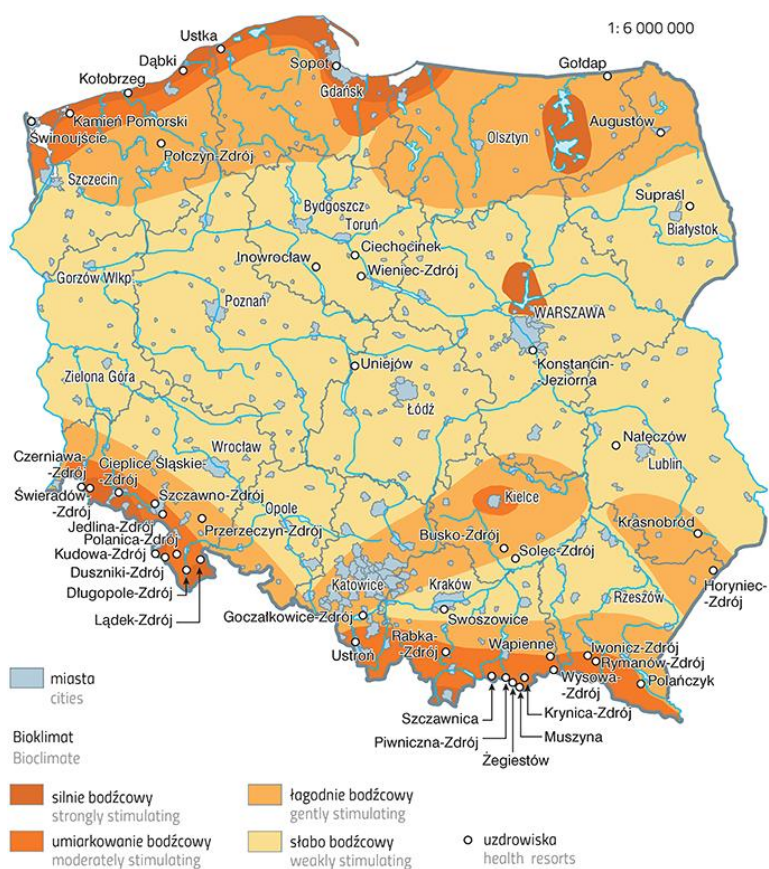 1:6 000 000
Ustka
Dąbki
Sopot
Gołdap
Kołobrzeg
Gdańsk
Kamień Pomorski
Augustów
Świnoujście
Olsztyn
Połczyn-Zdrój
Szczecin
Supraśl
Bydgoszcz
Białystok
Toruń
Ciechocinek
Inowrocław
Gorzów Wlkp.
Wieniec-Zdrój
Poznań
WARSZAWA
Uniejów
Konstancin-
-Jeziorna
Zielona Góra
Łódź
Nałęczów
Lublin
Wrocław
Czerniawa-
-Zdrój
Cieplice Śląskie-
-Zdrój
Świeradów-
-Zdrój
Szczawno-Zdrój
Kielce
Opole
Jedlina-Zdrój
Przerzeczyn-Zdrój
Krasnobród
Polanica-Zdrój
Busko-Zdrój
Kudowa-Zdrój
Solec-Zdrój
Duszniki-Zdrój
Horyniec-
-Zdrój
Długopole-Zdrój
Katowice
Kraków
Rzeszów
Lądek-Zdrój
Goczałkowice-Zdrój
Swoszowice
Rabka-
-Zdrój
Wapienne
Iwonicz-Zdrój
Ustroń
Rymanów-Zdrój
Wysowa-
-Zdrój
Polańczyk
Szczawnica
Krynica-Zdrój
Piwniczna-Zdrój
Muszyna
Żegiestów
miasta
cities
Bioklimat
Bioclimate
silnie bodźcowy
strongly stimulating
umiarkowanie bodźcowy
moderately stimulating
łagodnie bodźcowy
gently stimulating
słabo bodźcowy
weakly stimulating
uzdrowiska
health resorts